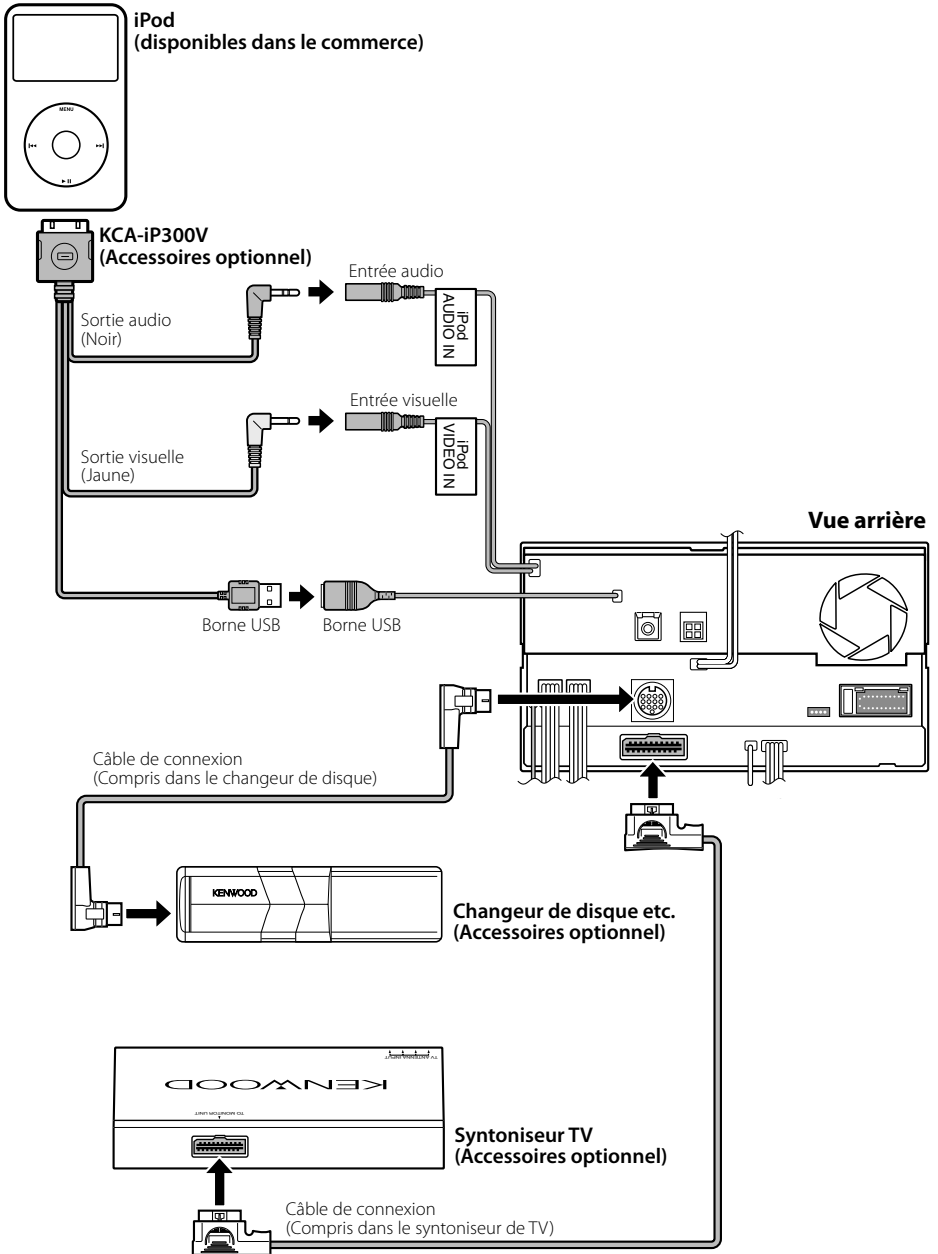 iPod
(disponibles dans le commerce)
MENU
KCA-iP300V
(Accessoires optionnel)
Entrée audio
Sortie audio
(Noir)
iPod
AUDIO IN
Entrée visuelle
Sortie visuelle
(Jaune)
iPod
VIDEO IN
Vue arrière
Borne USB
Borne USB
Câble de connexion
(Compris dans le changeur de disque)
KENWOOD
Changeur de disque etc.
(Accessoires optionnel)
TV ANTENNA INPUT
KENWOOD
TO MONITOR UNIT
Syntoniseur TV
(Accessoires optionnel)
Câble de connexion
(Compris dans le syntoniseur de TV)